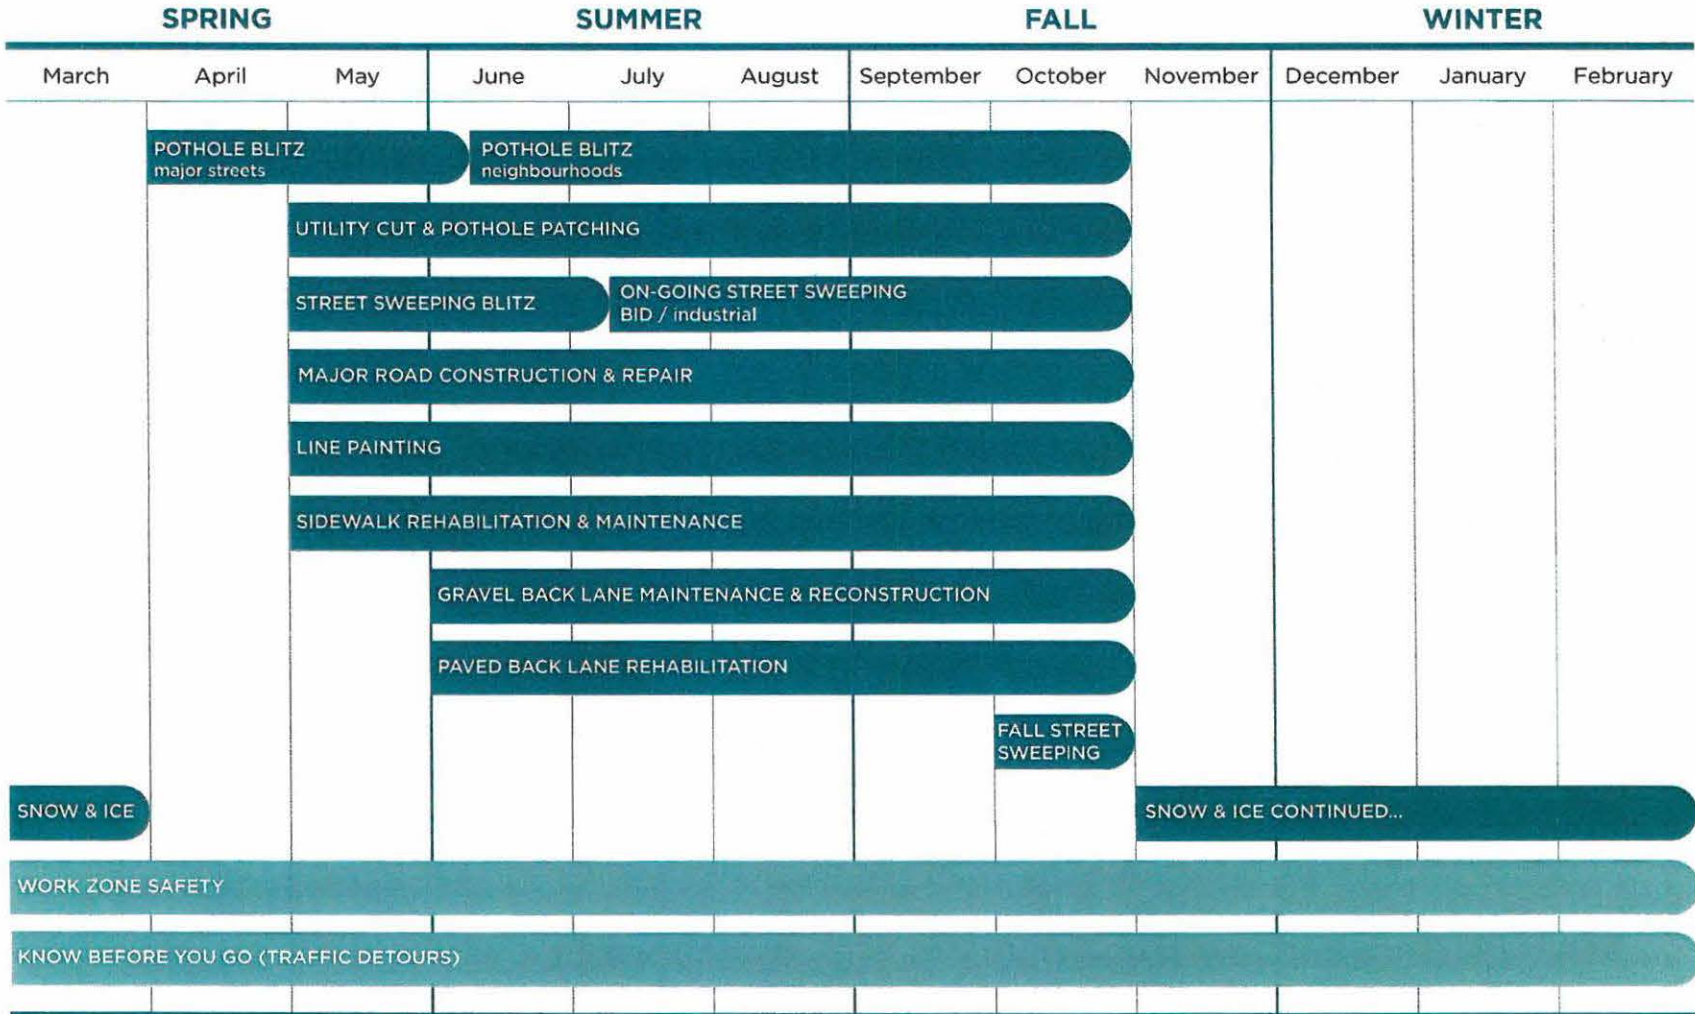 SPRING SUMMER FALL WINTER
March April May June July August September October November December January February
POTHOLE BLITZ
major streets
POTHOLE BLITZ
neighbourhoods
UTILITY CUT & POTHOLE PATCHING
STREET SWEEPING BLITZ
ON-GOING STREET SWEEPING
BID / industrial
MAJOR ROAD CONSTRUCTION & REPAIR
LINE PAINTING
SIDEWALK REHABILITATION & MAINTENANCE
GRAVEL BACK LANE MAINTENANCE & RECONSTRUCTION
PAVED BACK LANE REHABILITATION
FALL STREET
SWEEPING
SNOW & ICE
SNOW & ICE CONTINUED...
WORK ZONE SAFETY
KNOW BEFORE YOU GO (TRAFFIC DETOURS)